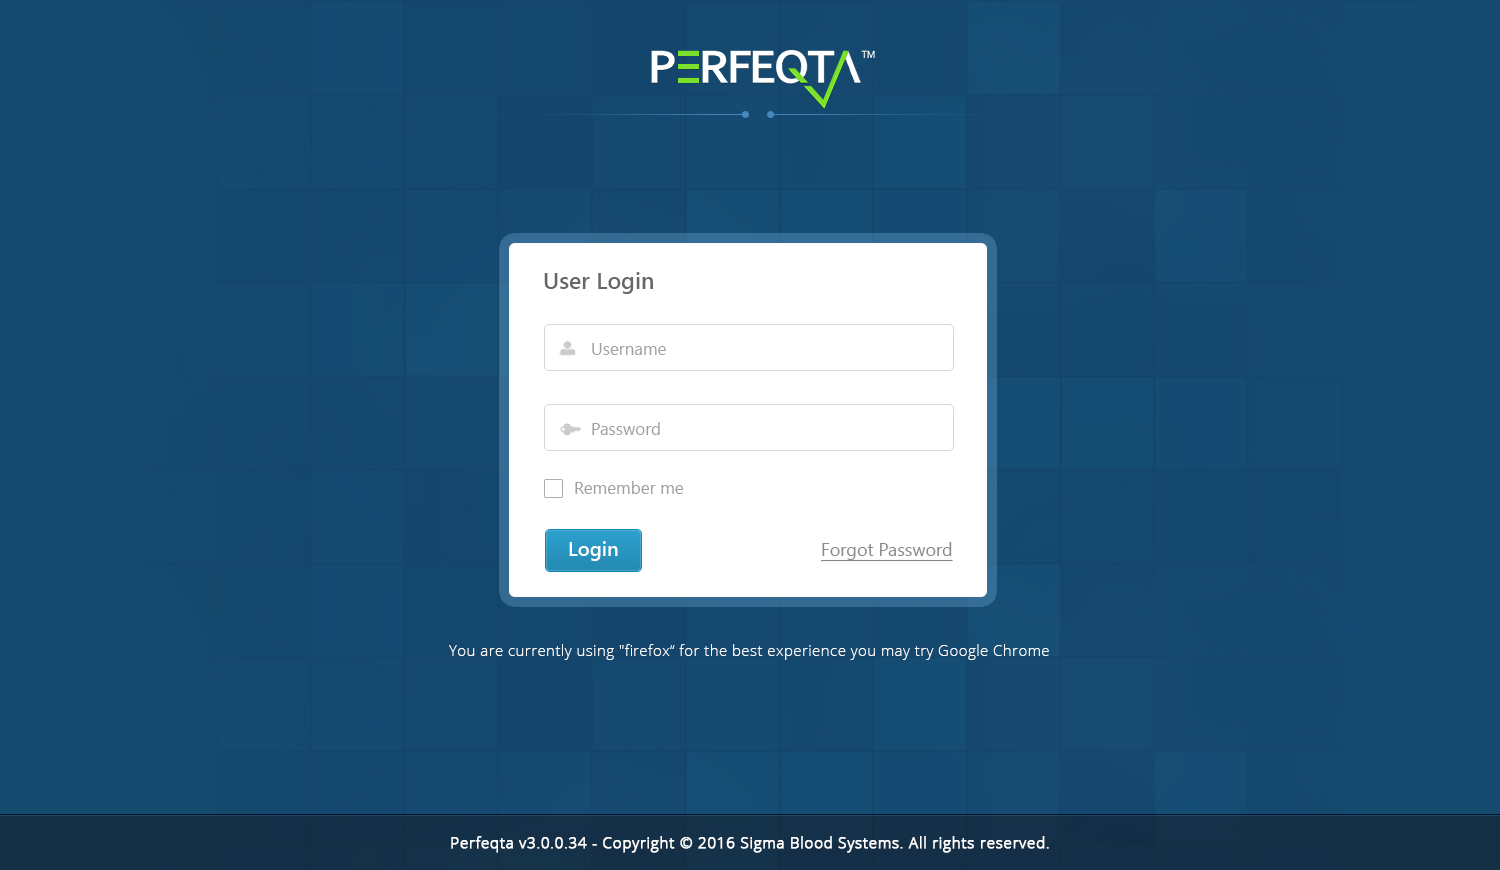 PERFEQTA™
User Login
Username
Password
Remember me
Login
Forgot Password
You are currently using "firefox“ for the best experience you may try Google Chrome
Perfeqta v3.0.0.34 - Copyright © 2016 Sigma Blood Systems. All rights reserved.